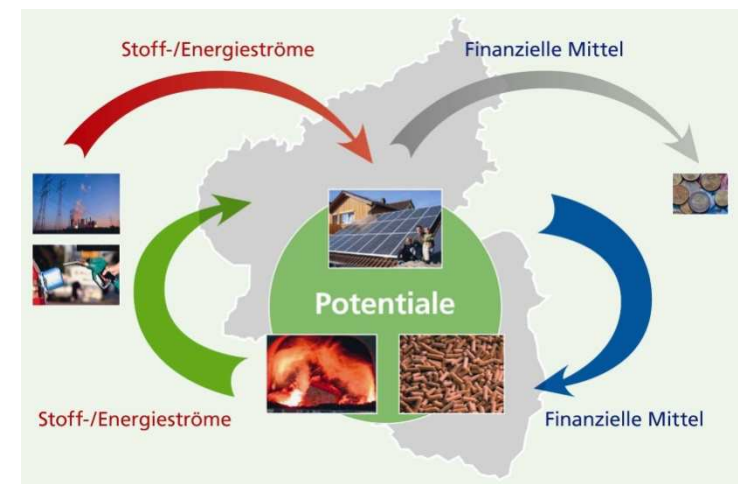 Stoff-/Energieströme
Finanzielle Mittel
Potentiale
Stoff-/Energieströme
Finanzielle Mittel